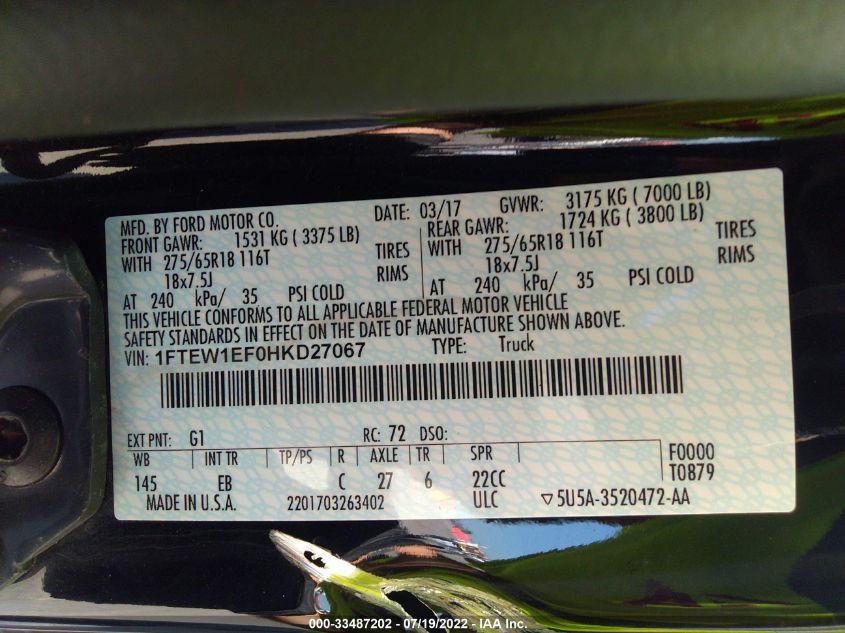 MFD. BY FORD MOTOR CO. DATE: 03/17 GVWR: 3175 KG ( 7000 LB)
FRONT GAWR: 1531 KG ( 3375 LB) REAR GAWR: 1724 KG ( 3800 LB)
WITH 275/65R18 116T TIRES WITH 275/65R18 116T TIRES
18x7.5J RIMS 18x7.5J RIMS
AT 240 kPa/ 35 PSI COLD AT 240 kPa/ 35 PSI COLD
THIS VEHICLE CONFORMS TO ALL APPLICABLE FEDERAL MOTOR VEHICLE
SAFETY STANDARDS IN EFFECT ON THE DATE OF MANUFACTURE SHOWN ABOVE.
VIN: 1FTEW1EF0HKD27067 TYPE: Truck
EXT PNT: G1 RC: 72 DSO:
WB INT TR TP/PS R AXLE TR SPR F0000
145 EB C 27 6 22CC T0879
MADE IN U.S.A. 2201703263402 ULC ▽5U5A-3520472-AA
000-33487202 - 07/19/2022 - IAA Inc.